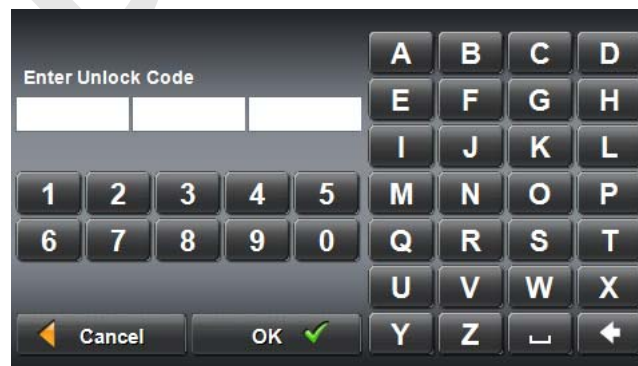 Enter Unlock Code
A B C D
E F G H
I J K L
1 2 3 4 5 M N O P
6 7 8 9 0 Q R S T
U V W X
Cancel OK Y Z